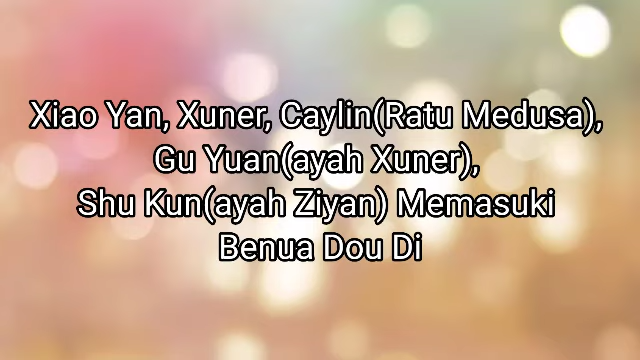 Xiao Yan, Xuner, Caylin(Ratu Medusa),
Gu Yuan(ayah Xuner),
Shu Kun(ayah Ziyan) Memasuki
Benua Dou Di